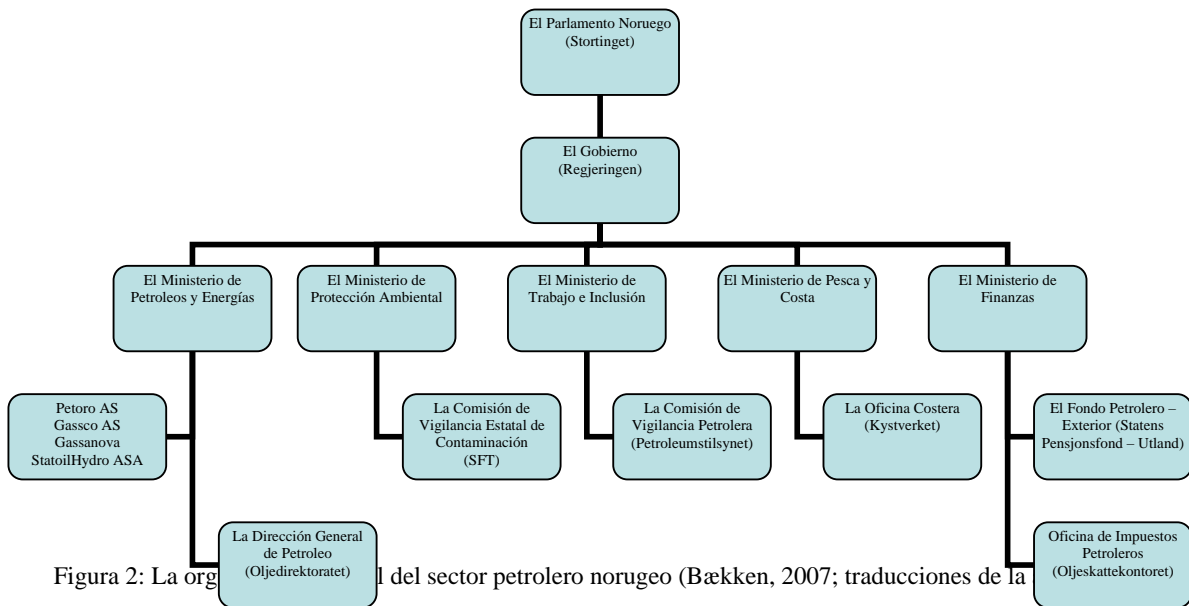 El Parlamento Noruego
(Stortinget)
El Gobierno
(Regjeringen)
El Ministerio de
Petroleos y Energías
El Ministerio de
Protección Ambiental
El Ministerio de
Trabajo e Inclusión
El Ministerio de Pesca y
Costa
El Ministerio de
Finanzas
Petoro AS
Gassco AS
Gassanova
StatoilHydro ASA
La Comisión de
Vigilancia Estatal de
Contaminación
(SFT)
La Comisión de
Vigilancia Petrolera
(Petroleumstilsynet)
La Oficina Costera
(Kystverket)
El Fondo Petrolero –
Exterior (Statens
Pensjonsfond – Utland)
La Dirección General
de Petroleo
(Oljedirektoratet)
Oficina de Impuestos
Petroleros
(Oljeskattekontoret)
Figura 2: La del sector petrolero norugeo (Bækken, 2007; traducciones de la